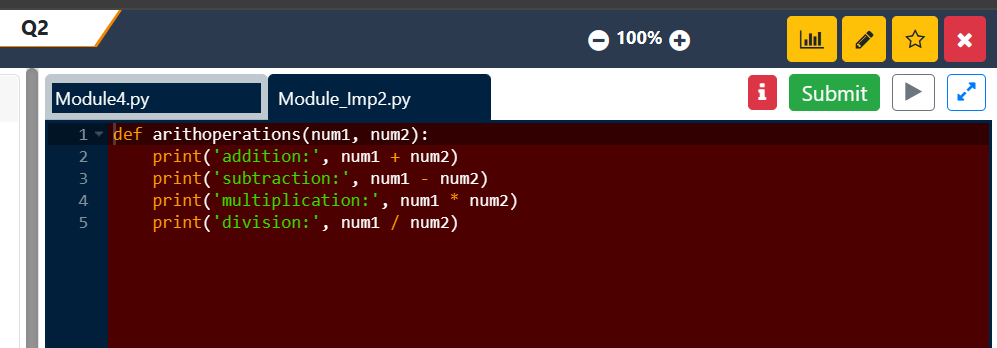 Q2
100%
Module4.py
Module_Imp2.py
Submit
1 def arithoperations(num1, num2):
2     print('addition:', num1 + num2)
3     print('subtraction:', num1 - num2)
4     print('multiplication:', num1 * num2)
5     print('division:', num1 / num2)